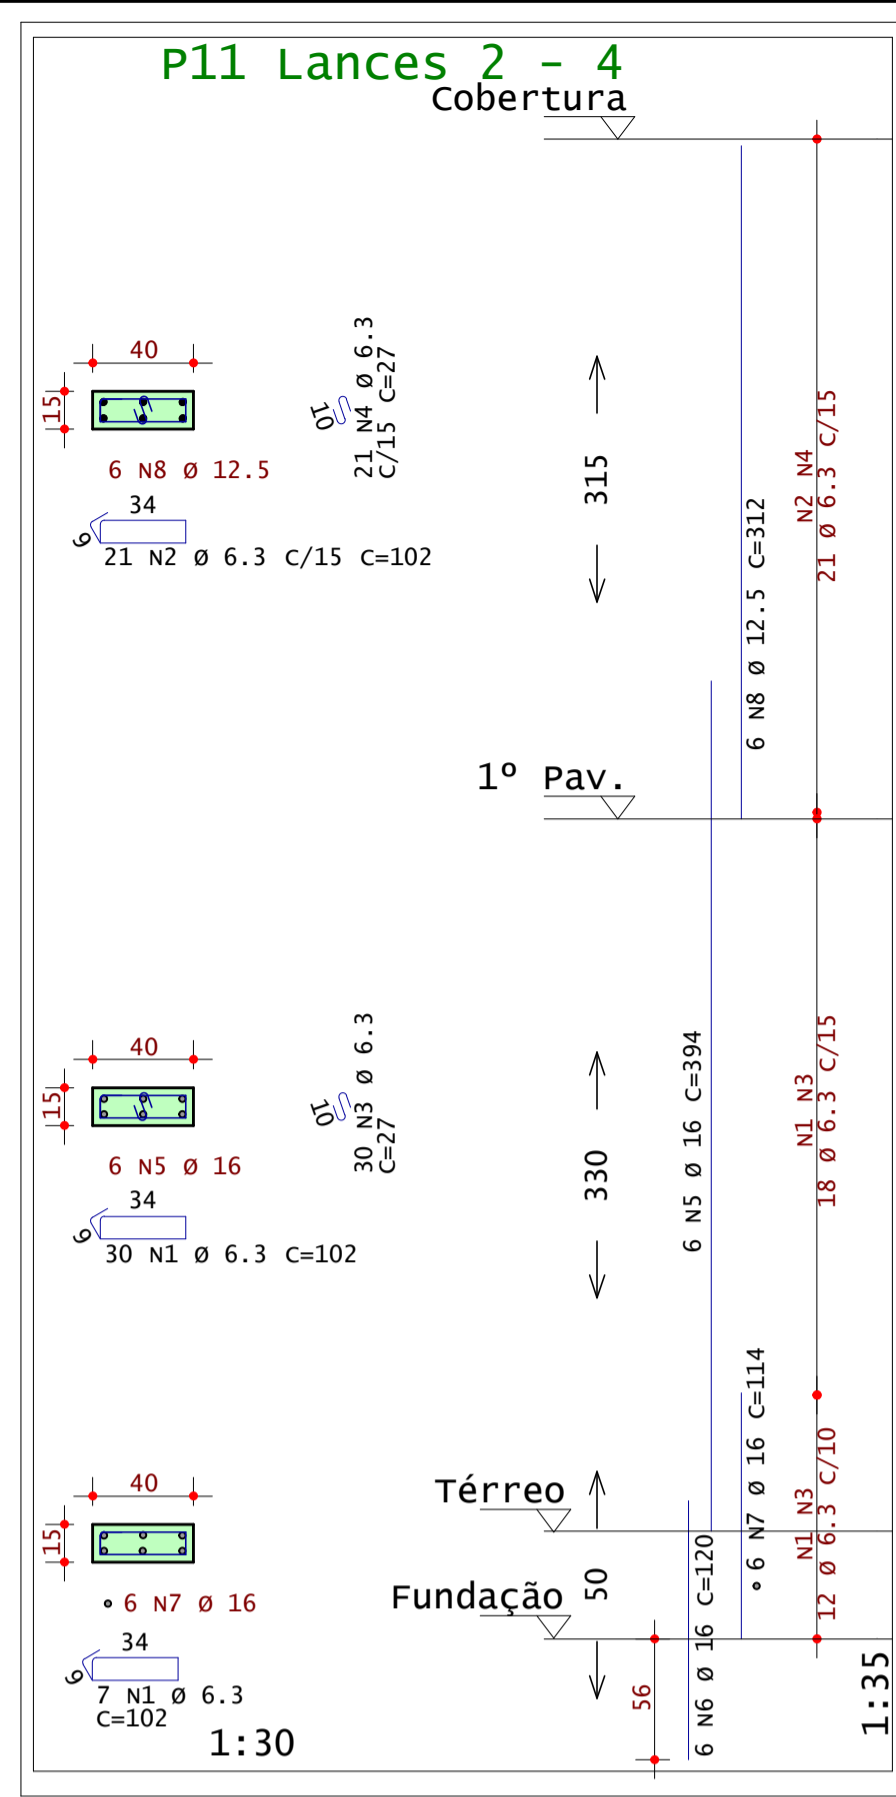 P11 Lances 2 - 4
Cobertura
40
15
6 N8 Ø 12.5
34
9
21 N2 Ø 6.3 C/15 C=102
10
21 N4 Ø 6.3
C/15 C=27
315
6 N8 Ø 12.5 C=312
N2 N4
21 Ø 6.3 C/15
1º Pav.
40
15
6 N5 Ø 16
34
9
30 N1 Ø 6.3 C=102
10
30 N3 Ø 6.3
C=27
330
6 N5 Ø 16 C=394
N1 N3
18 Ø 6.3 C/15
Térreo
40
15
6 N7 Ø 16
34
9
7 N1 Ø 6.3
C=102
1:30
Fundação
50
56
6 N6 Ø 16 C=120
6 N7 Ø 16 C=114
N1 N3
12 Ø 6.3 C/10
1:35